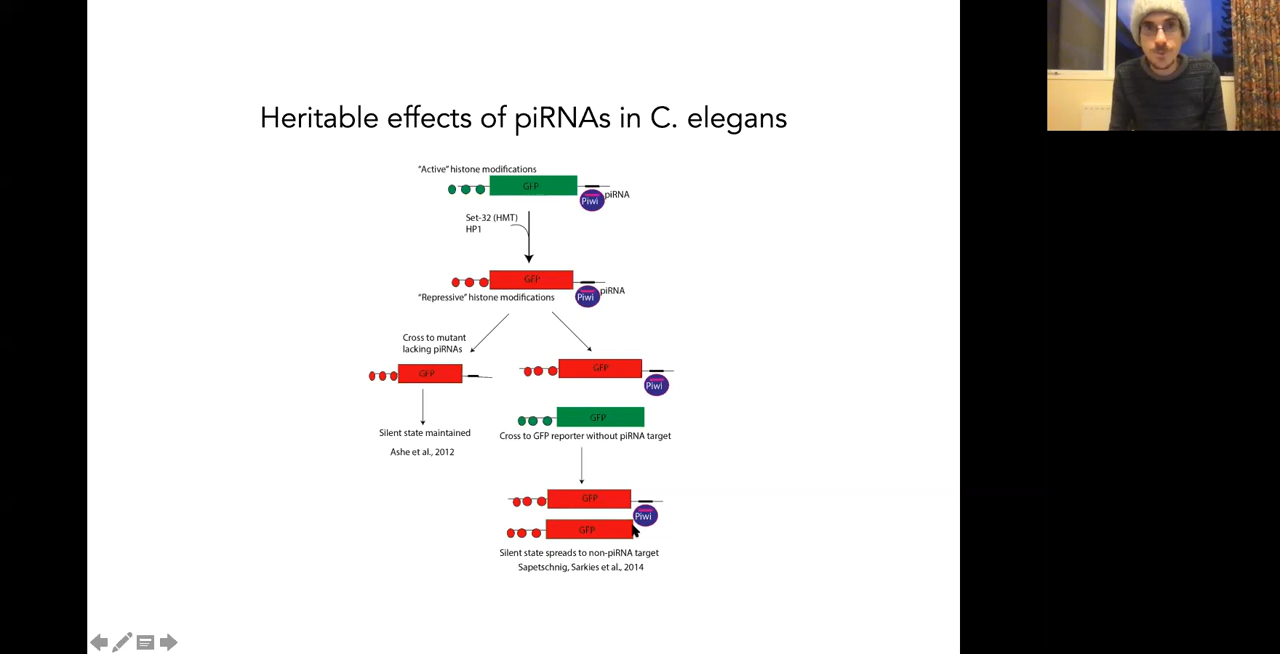 Heritable effects of piRNAs in C. elegans
“Active” histone modifications
GFP
piRNA
Piwi
Set-32 (HMT)
HP1
GFP
piRNA
Piwi
“Repressive” histone modifications
Cross to mutant
lacking piRNAs
GFP
GFP
Piwi
GFP
Silent state maintained
Cross to GFP reporter without piRNA target
Ashe et al., 2012
GFP
Piwi
GFP
Silent state spreads to non-piRNA target
Sapetschnig, Sarkies et al., 2014